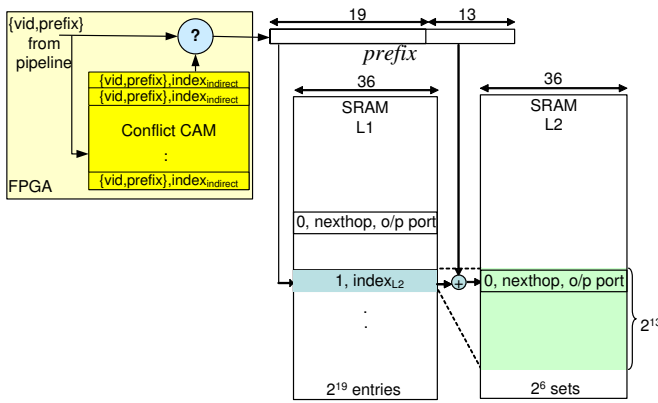 {vid,prefix}
from
pipeline
?
19
13
prefix
{vid,prefix},index_indirect
{vid,prefix},index_indirect
Conflict CAM
:
{vid,prefix},index_indirect
FPGA
36
SRAM
L1
0, nexthop, o/p port
1, index_L2
.
.
2^19 entries
36
SRAM
L2
+
0, nexthop, o/p port
2^13
2^6 sets